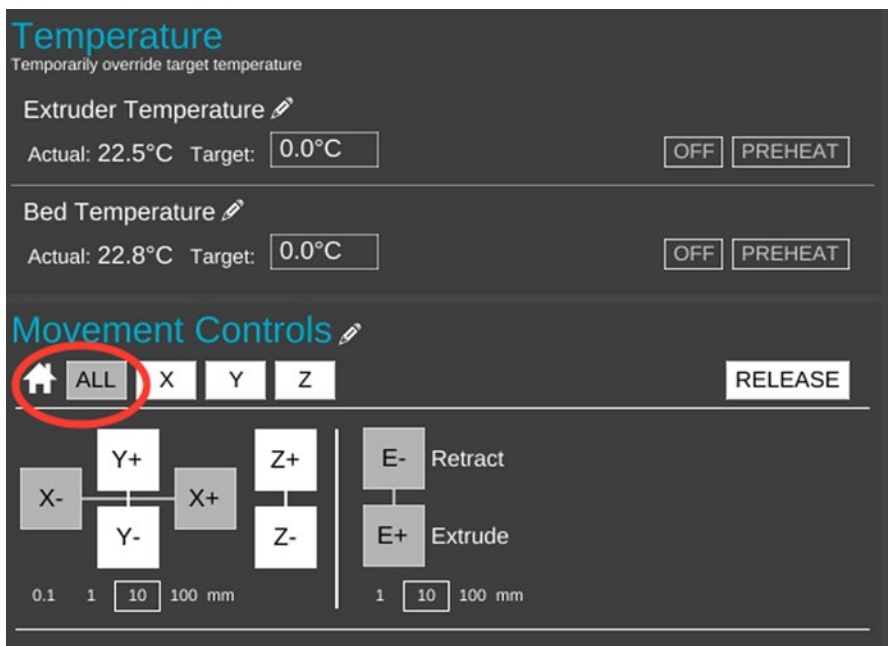 Temperature
Temporarily override target temperature
Extruder Temperature
Actual: 22.5°C Target: 0.0°C OFF PREHEAT
Bed Temperature
Actual: 22.8°C Target: 0.0°C OFF PREHEAT
Movement Controls
ALL X Y Z RELEASE
Y+ Z+ E- Retract
X- X+
Y- Z- E+ Extrude
0.1 1 10 100 mm 1 10 100 mm